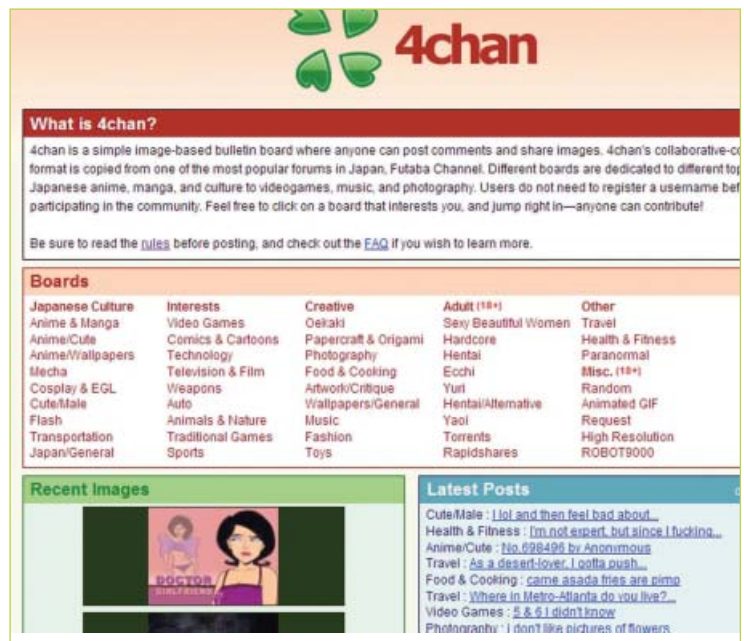 4chan
What is 4chan?
4chan is a simple image-based bulletin board where anyone can post comments and share images. 4chan's collaborative-co
format is copied from one of the most popular forums in Japan, Futaba Channel. Different boards are dedicated to different top
Japanese anime, manga, and culture to videogames, music, and photography. Users do not need to register a username bef
participating in the community. Feel free to click on a board that interests you, and jump right in—anyone can contribute!
Be sure to read the rules before posting, and check out the FAQ if you wish to learn more.
Boards
Japanese Culture Interests Creative Adult (18+) Other
Anime & Manga Video Games Oekaki Sexy Beautiful Women Travel
Anime/Cute Comics & Cartoons Papercraft & Origami Hardcore Health & Fitness
Anime/Wallpapers Technology Photography Hentai Paranormal
Mecha Television & Film Food & Cooking Ecchi Misc. (18+)
Cosplay & EGL Weapons Artwork/Critique Yuri Random
Cute/Male Auto Wallpapers/General Hentai/Alternative Animated GIF
Flash Animals & Nature Music Yaoi Request
Transportation Traditional Games Fashion Torrents High Resolution
Japan/General Sports Toys Rapidshares ROBOT9000
Recent Images
DOCTOR
GIRLFRIEND
Latest Posts
Cute/Male : I lol and then feel bad about...
Health & Fitness : I'm not expert, but since I fucking...
Anime/Cute : No.698496 by Anonymous
Travel : As a desert-lover, I gotta push...
Food & Cooking : carne asada fries are pimp
Travel : Where in Metro-Atlanta do you live?...
Video Games : 5 & 6 I didn't know
Photography : I don't like pictures of flowers